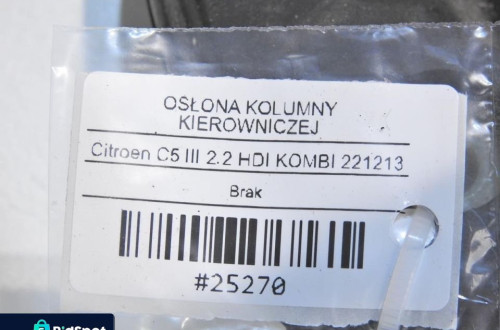 OSŁONA KOLUMNY
KIEROWNICZEJ
Citroen C5 III 2.2 HDI KOMBI 221213
Brak
#25270